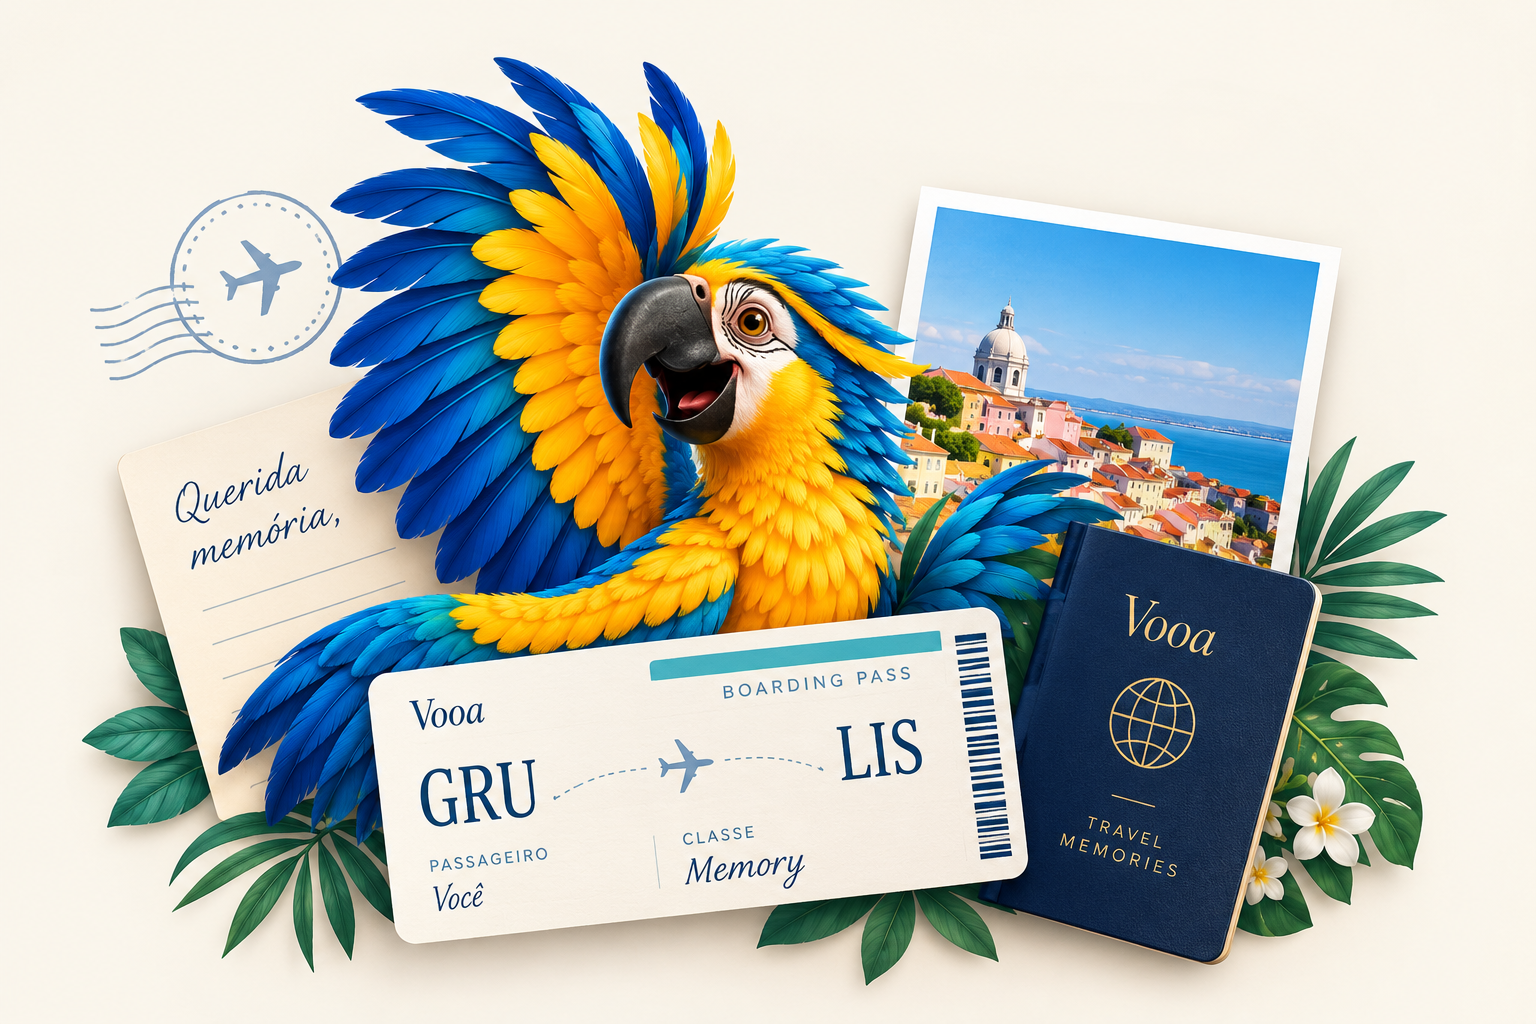 Querida
memória,
Vooa
BOARDING PASS
GRU
LIS
PASSAGEIRO
Você
CLASSE
Memory
Vooa
TRAVEL
MEMORIES